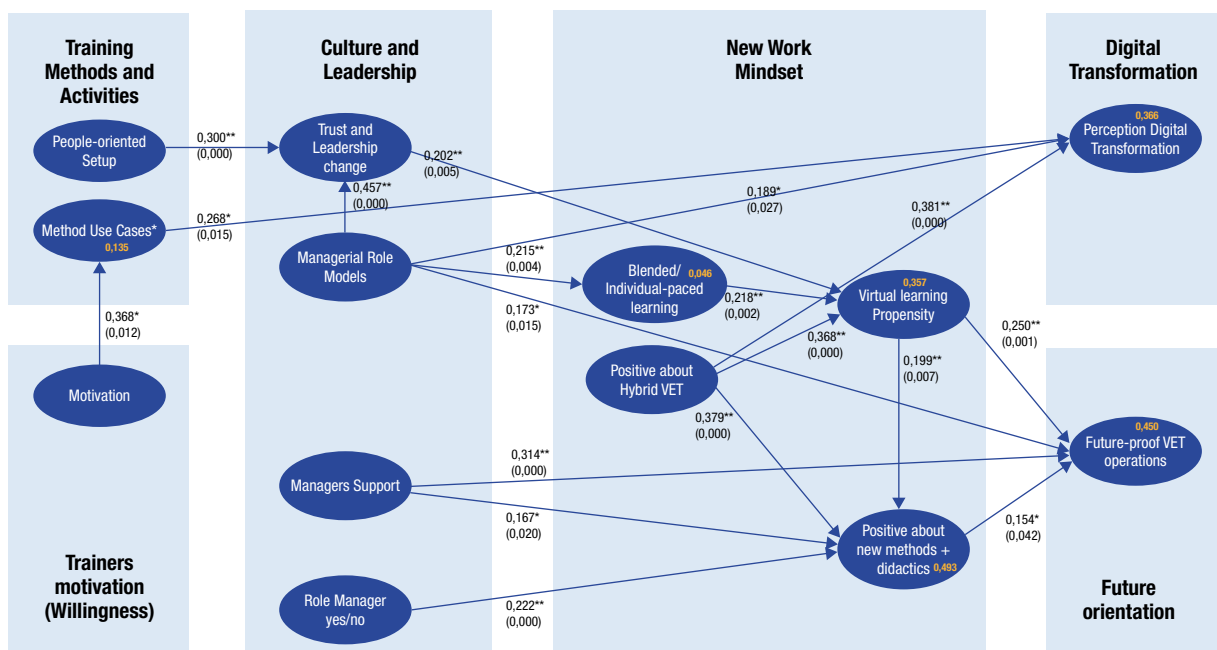 Training
Methods and
Activities
People-oriented
Setup
0,300**
(0,000)
Method Use Cases*
0,135
0,268*
(0,015)
0,368*
(0,012)
Motivation
Trainers
motivation
(Willingness)
Culture and
Leadership
Trust and
Leadership
change
0,202**
(0,005)
0,457**
(0,000)
Managerial Role
Models
0,215**
(0,004)
0,173*
(0,015)
Managers Support
0,314**
(0,000)
0,167*
(0,020)
Role Manager
yes/no
0,222**
(0,000)
New Work
Mindset
0,189*
(0,027)
0,381**
(0,000)
Blended/
0,046
Individual-paced
learning
0,218**
(0,002)
0,357
Virtual learning
Propensity
0,368**
(0,000)
Positive about
Hybrid VET
0,379**
(0,000)
0,199**
(0,007)
0,250**
(0,001)
Positive about
new methods +
didactics 0,493
0,154*
(0,042)
Digital
Transformation
0,366
Perception Digital
Transformation
0,450
Future-proof VET
operations
Future
orientation